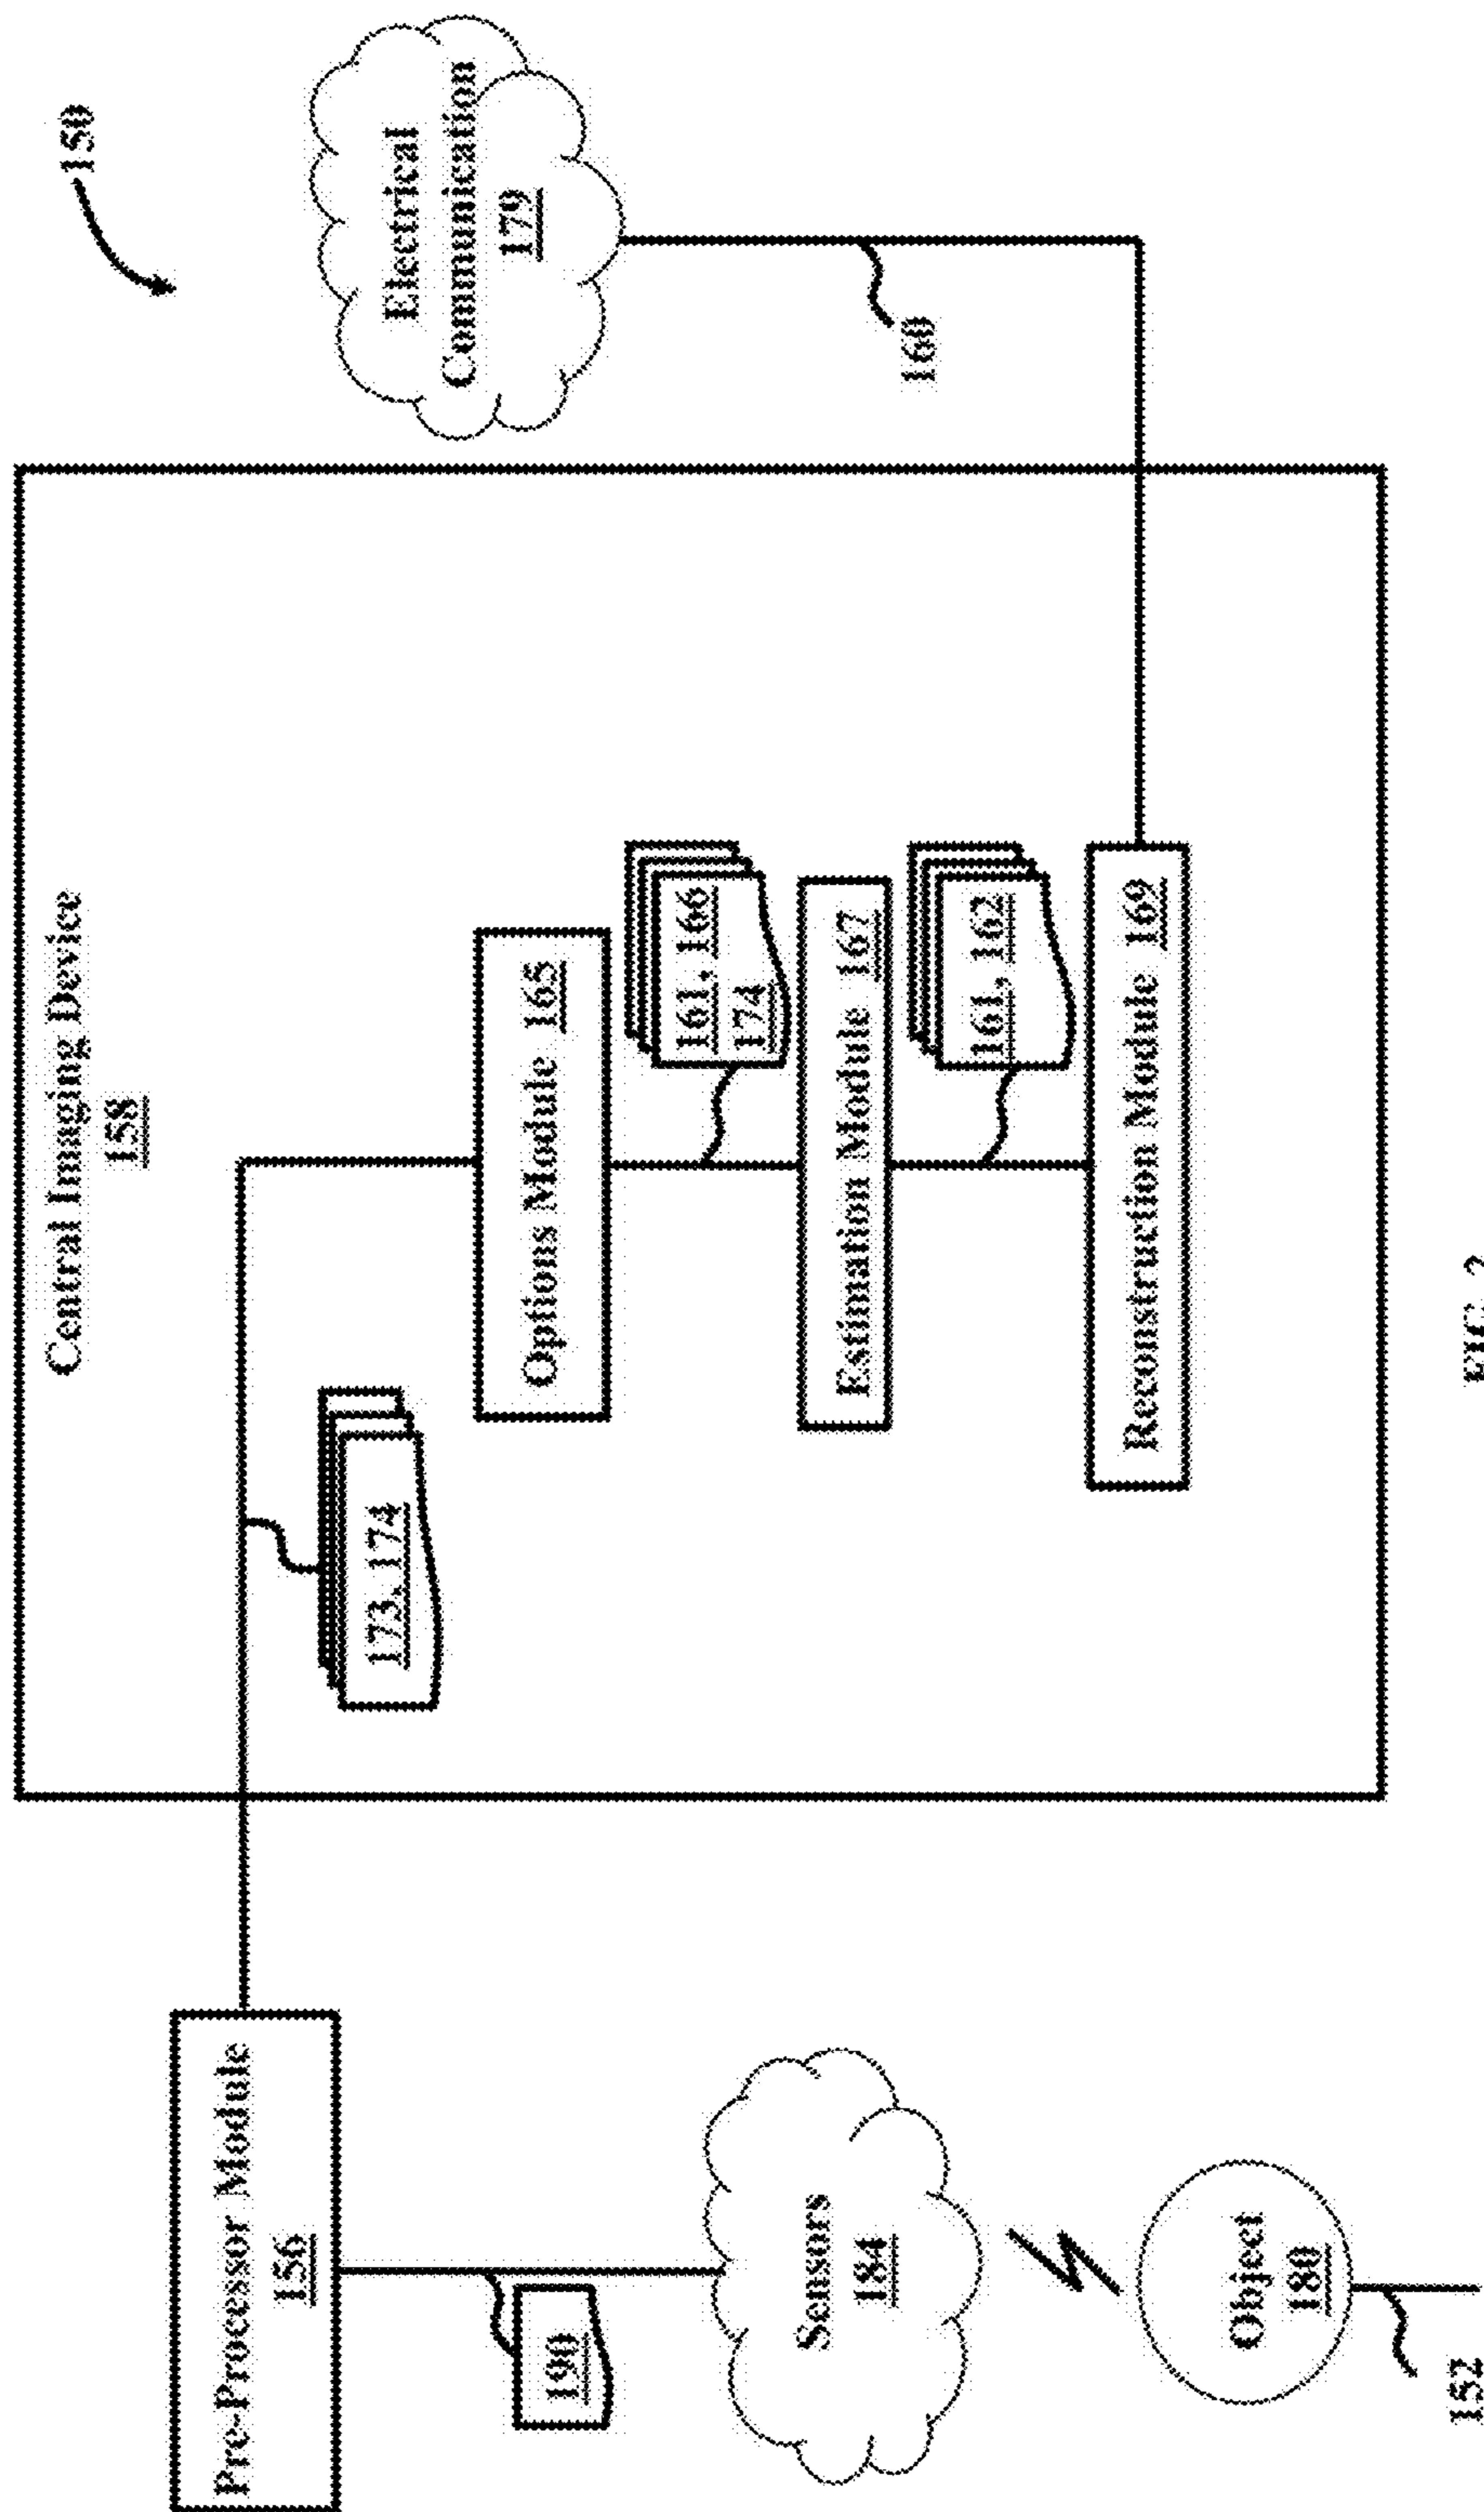 150
Central Imaging Device
158
Pre-Processor Module
156
173, 174
Electrical
Communication
179
Options Module 165
190
161, 166
174
Sensors
184
Estimation Module 167
160
161, 162
Reconstruction Module 169
Object
180
152